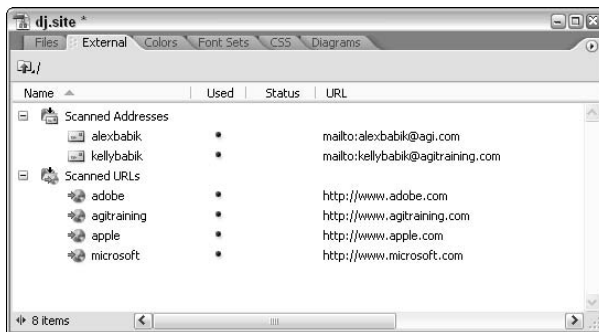 dj.site *
Files External Colors Font Sets CSS Diagrams
./
Name Used Status URL
Scanned Addresses
alexbabik mailto:alexbabik@agi.com
kellybabik mailto:kellybabik@agitraining.com
Scanned URLs
adobe http://www.adobe.com
agitraining http://www.agitraining.com
apple http://www.apple.com
microsoft http://www.microsoft.com
8 items